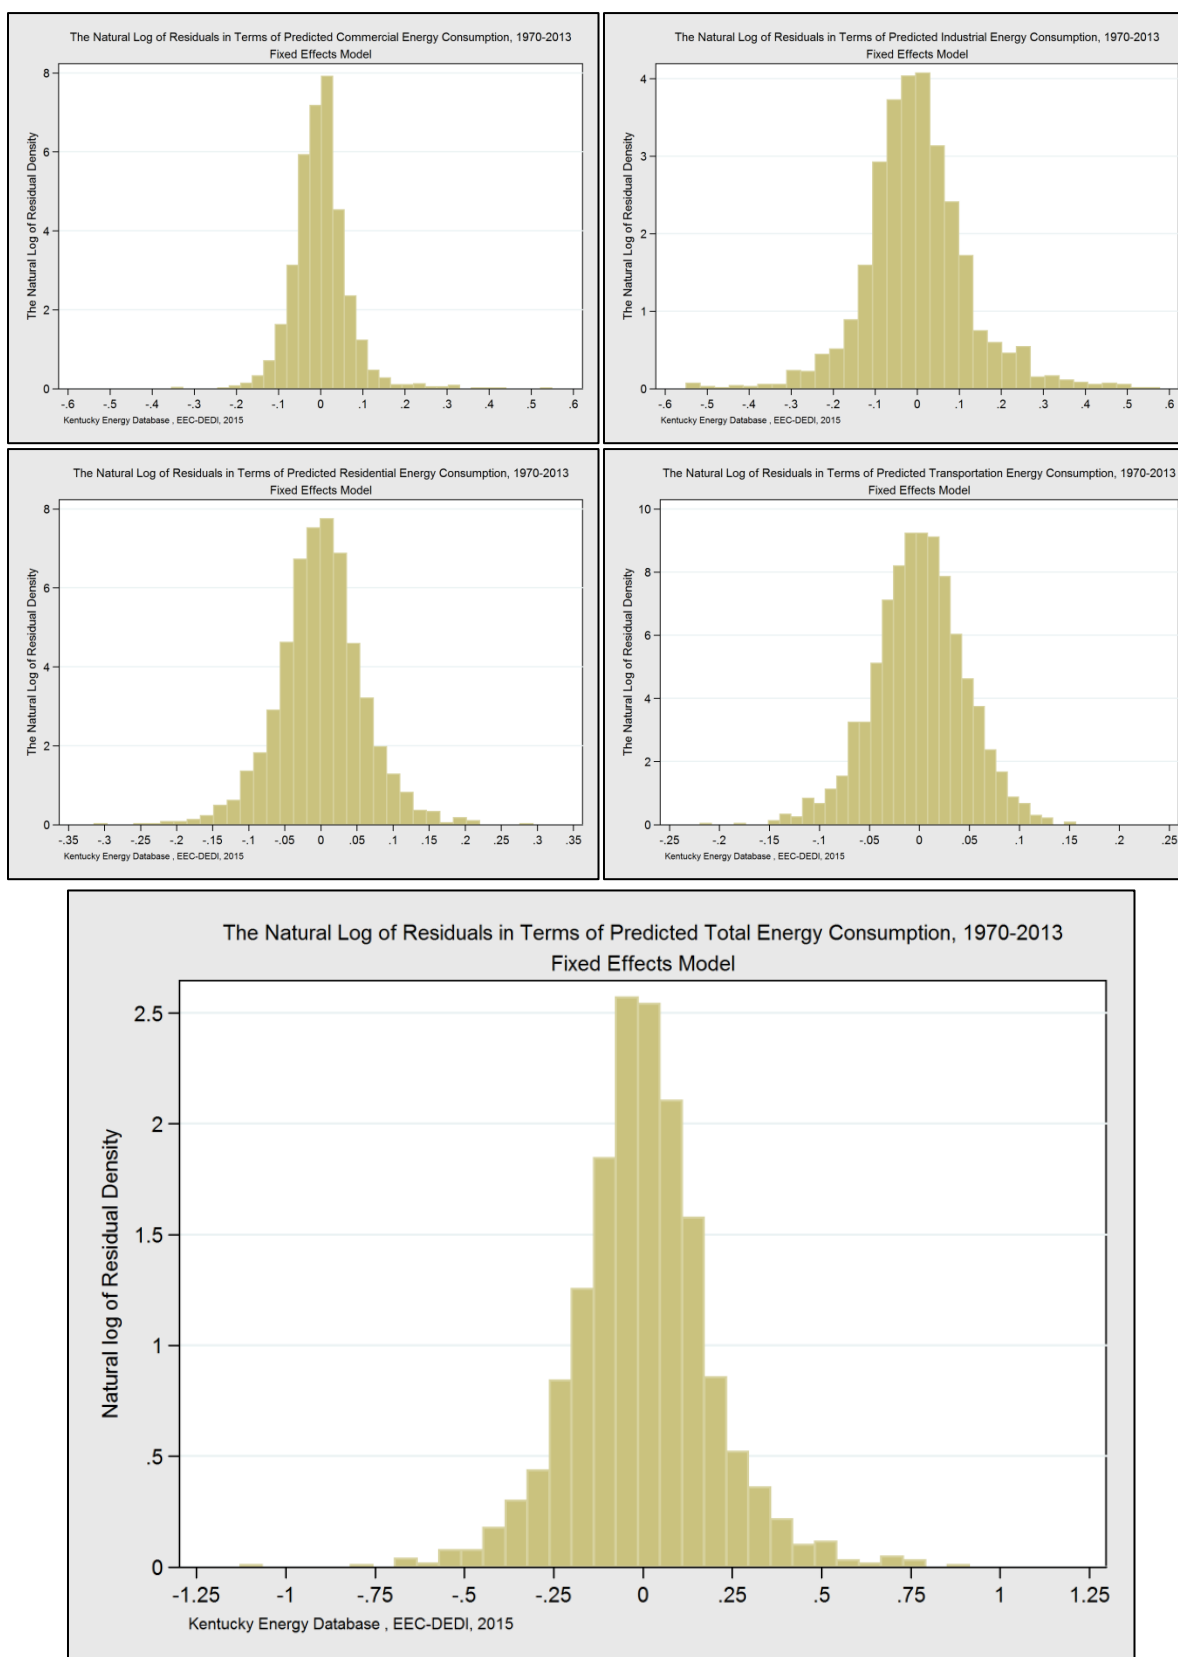 The Natural Log of Residuals in Terms of Predicted Commercial Energy Consumption, 1970-2013
Fixed Effects Model
The Natural Log of Residual Density
8
6
4
2
0
-.6 -.5 -.4 -.3 -.2 -.1 0 .1 .2 .3 .4 .5 .6
Kentucky Energy Database , EEC-DEDI, 2015
The Natural Log of Residuals in Terms of Predicted Industrial Energy Consumption, 1970-2013
Fixed Effects Model
The Natural Log of Residual Density
4
3
2
1
0
-.6 -.5 -.4 -.3 -.2 -.1 0 .1 .2 .3 .4 .5 .6
Kentucky Energy Database , EEC-DEDI, 2015
The Natural Log of Residuals in Terms of Predicted Residential Energy Consumption, 1970-2013
Fixed Effects Model
The Natural Log of Residual Density
8
6
4
2
0
-.35 -.3 -.25 -.2 -.15 -.1 -.05 0 .05 .1 .15 .2 .25 .3 .35
Kentucky Energy Database , EEC-DEDI, 2015
The Natural Log of Residuals in Terms of Predicted Transportation Energy Consumption, 1970-2013
Fixed Effects Model
The Natural Log of Residual Density
10
8
6
4
2
0
-.25 -.2 -.15 -.1 -.05 0 .05 .1 .15 .2 .25
Kentucky Energy Database , EEC-DEDI, 2015
The Natural Log of Residuals in Terms of Predicted Total Energy Consumption, 1970-2013
Fixed Effects Model
Natural log of Residual Density
2.5
2
1.5
1
.5
0
-1.25 -1 -.75 -.5 -.25 0 .25 .5 .75 1 1.25
Kentucky Energy Database , EEC-DEDI, 2015